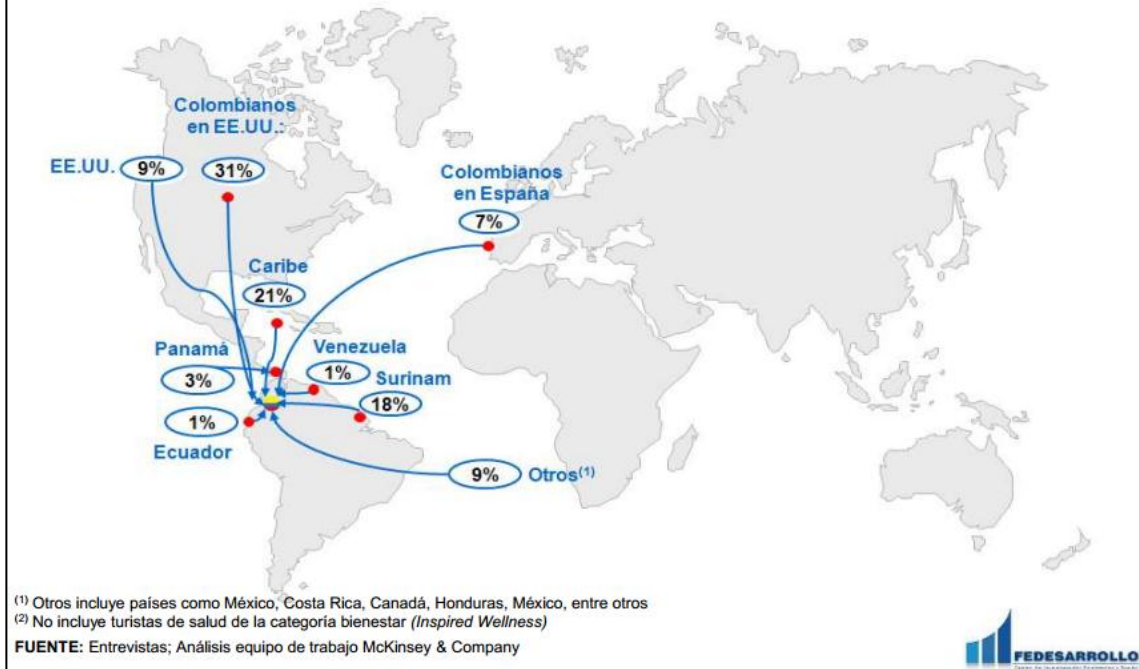 Colombianos
en EE.UU.:
EE.UU.
9%
31%
Colombianos
en España
7%
Caribe
21%
Panamá
3%
Venezuela
1%
Surinam
18%
1%
Ecuador
9%
Otros(1)
(1) Otros incluye países como México, Costa Rica, Canadá, Honduras, México, entre otros
(2) No incluye turistas de salud de la categoría bienestar (Inspired Wellness)
FUENTE: Entrevistas; Análisis equipo de trabajo McKinsey & Company
FEDESARROLLO